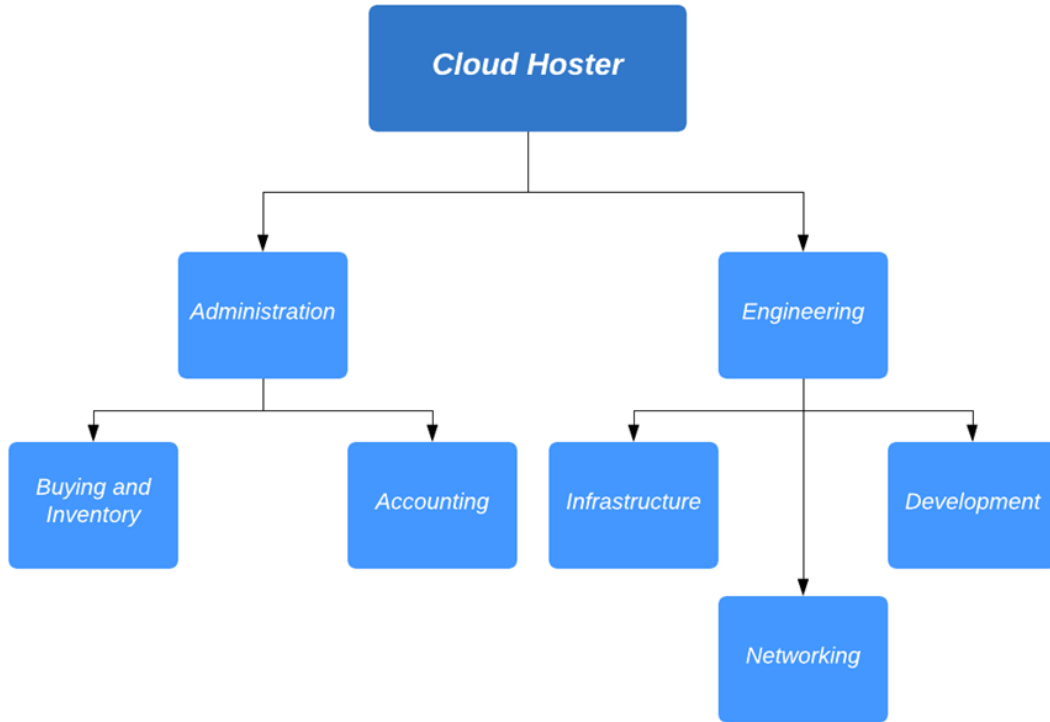 Cloud Hoster
Administration
Engineering
Buying and
Inventory
Accounting
Infrastructure
Development
Networking